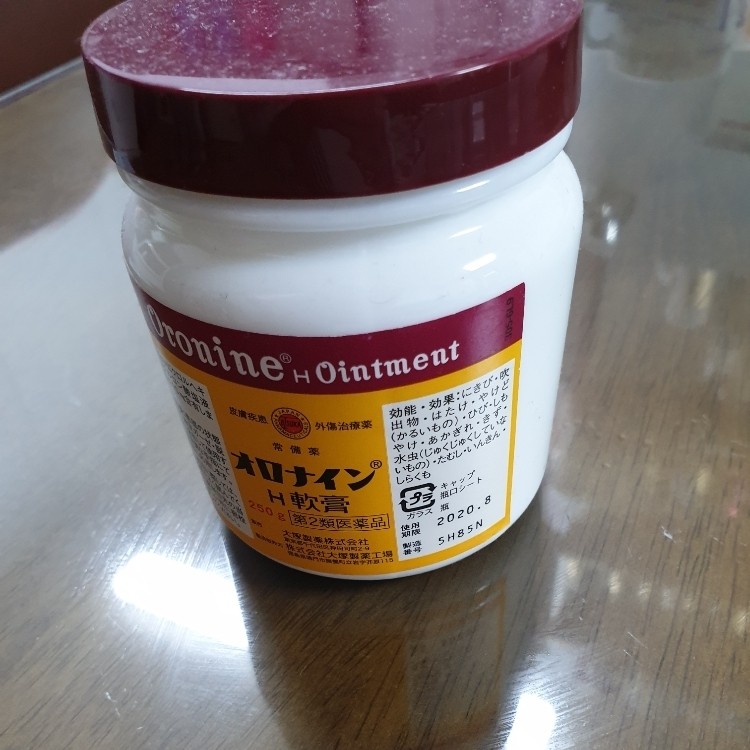 Oronine® H Ointment
皮膚疾患 外傷治療薬
常備薬
オロナイン®
H軟膏
250g 第2類医薬品
大塚製薬株式会社
株式会社大塚製薬工場
効能・効果:にきび・吹
出物・はたけ・やけど
(かるいもの)・ひび・しも
やけ・あかぎれ・きず・
水虫(じゅくじゅくしていな
いもの)・たむし・いんきん・
しらくも
プラ
キャップ
瓶口シート
ガラス 瓶
使用
期限 2020.8
製造
番号 5H85N